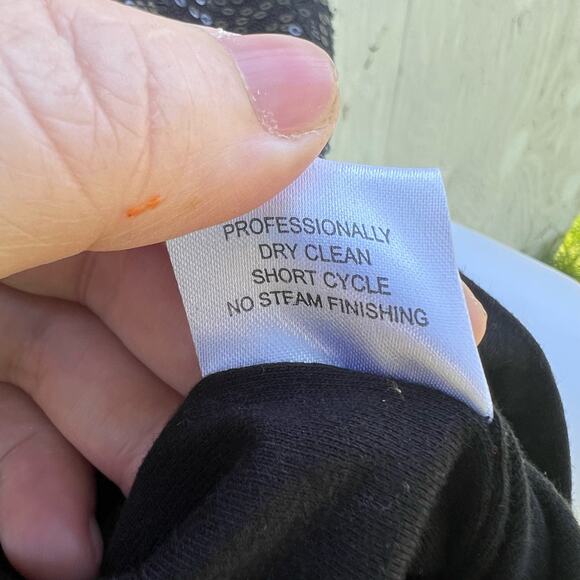 PROFESSIONALLY
DRY CLEAN
SHORT CYCLE
NO STEAM FINISHING